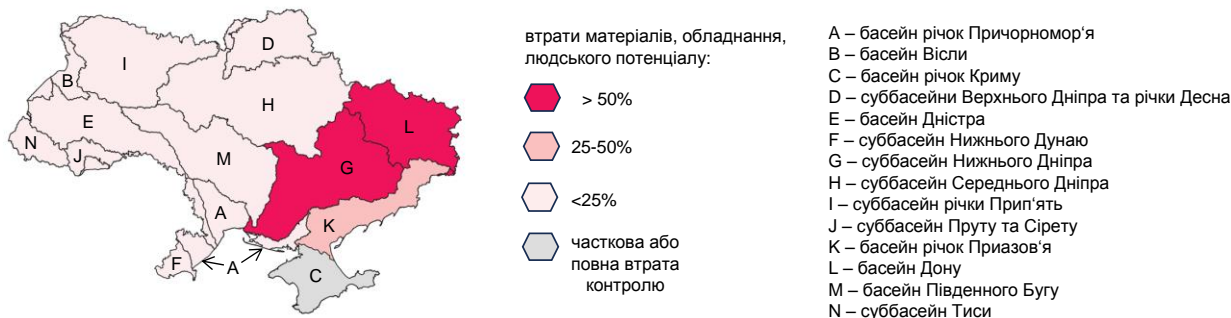 D
I
B
H
E
L
N
J
M
G
A
K
F
A
C
втрати матеріалів, обладнання,
людського потенціалу:
> 50%
25-50%
<25%
часткова або
повна втрата
контролю
A – басейн річок Причорномор‘я
B – басейн Вісли
C – басейн річок Криму
D – суббасейни Верхнього Дніпра та річки Десна
E – басейн Дністра
F – суббасейн Нижнього Дунаю
G – суббасейн Нижнього Дніпра
H – суббасейн Середнього Дніпра
I – суббасейн річки Прип‘ять
J – суббасейн Пруту та Сірету
K – басейн річок Приазов‘я
L – басейн Дону
M – басейн Південного Бугу
N – суббасейн Тиси